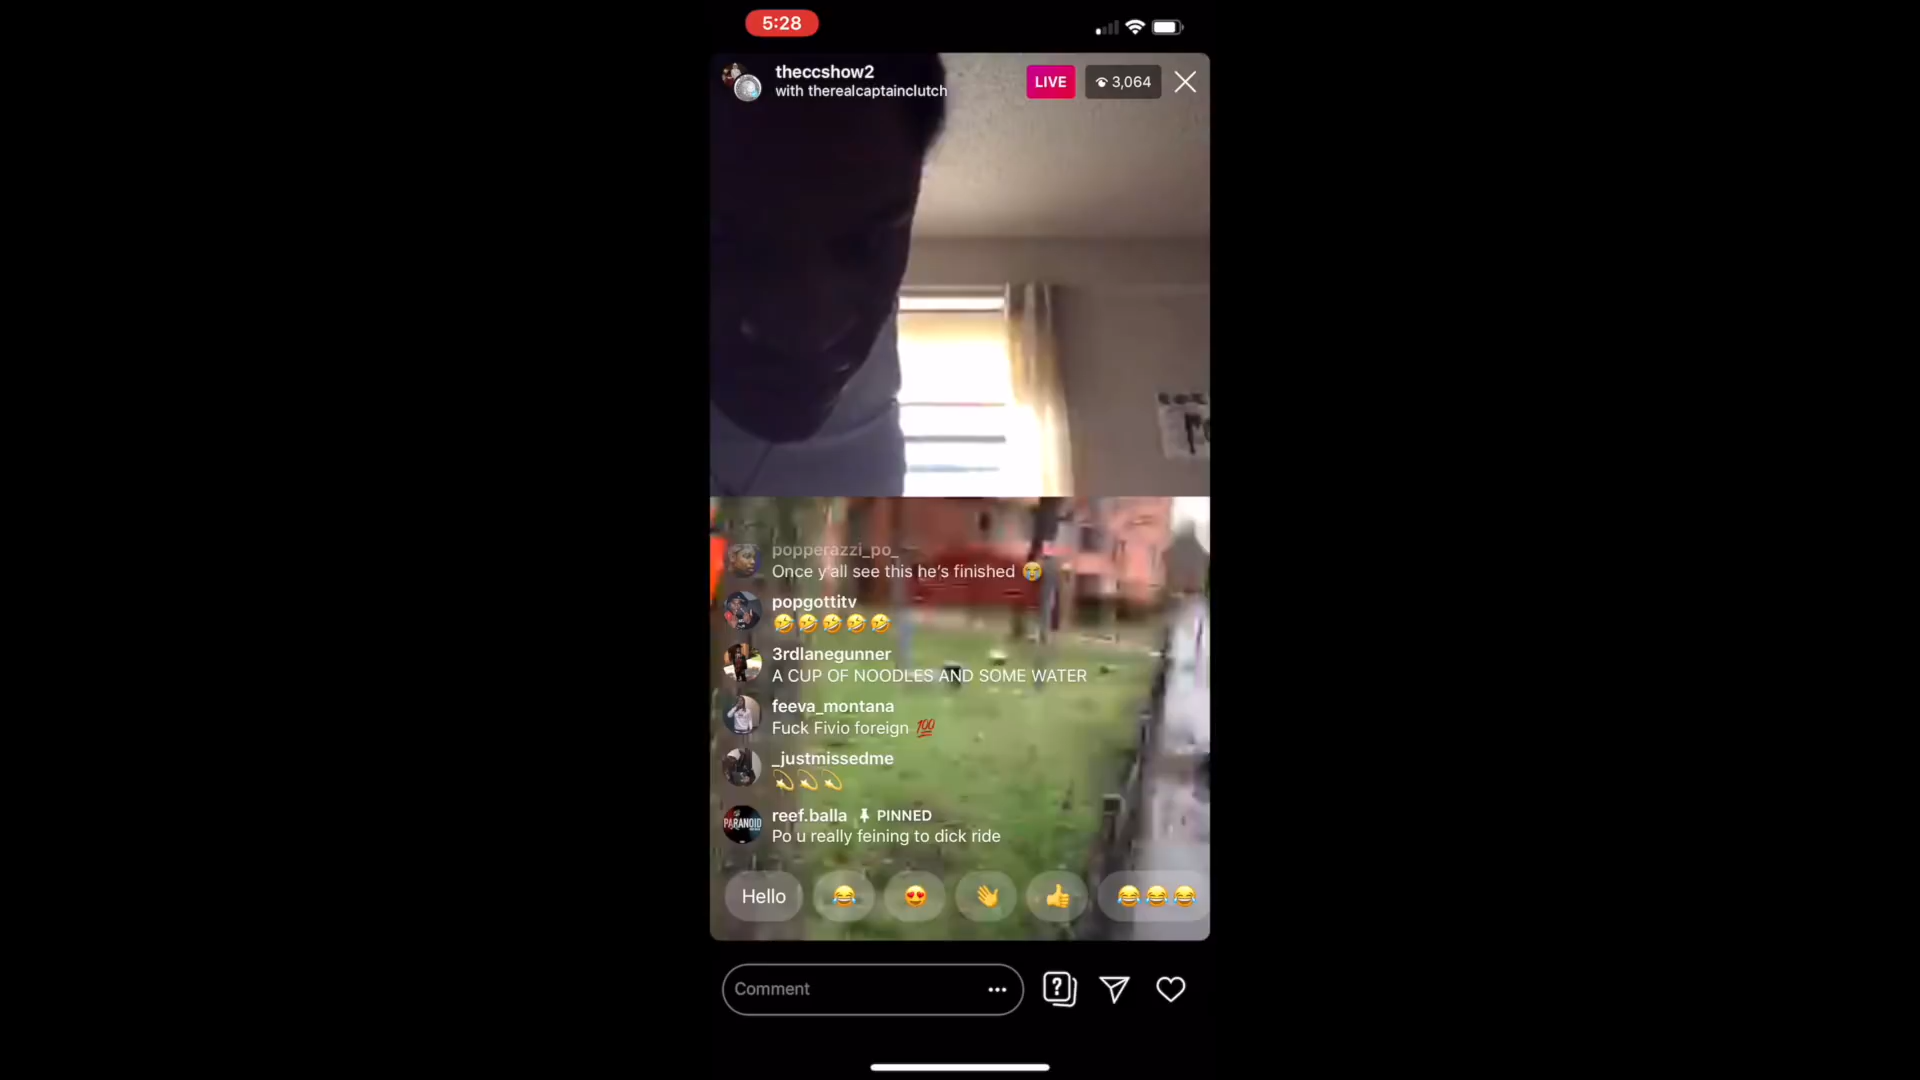 5:28
theccshow2
with therealcaptainclutch
LIVE
3,064
popperazzi_po_
Once y'all see this he's finished 😭
popgottitv
🤣🤣🤣🤣🤣
3rdlanegunner
A CUP OF NOODLES AND SOME WATER
feeva_montana
Fuck Fivio foreign 💯
_justmissedme
💫💫💫
reef.balla PINNED
Po u really feining to dick ride
PARANOID
Hello 😂 😍 👋 👍 😂😂😂
Comment